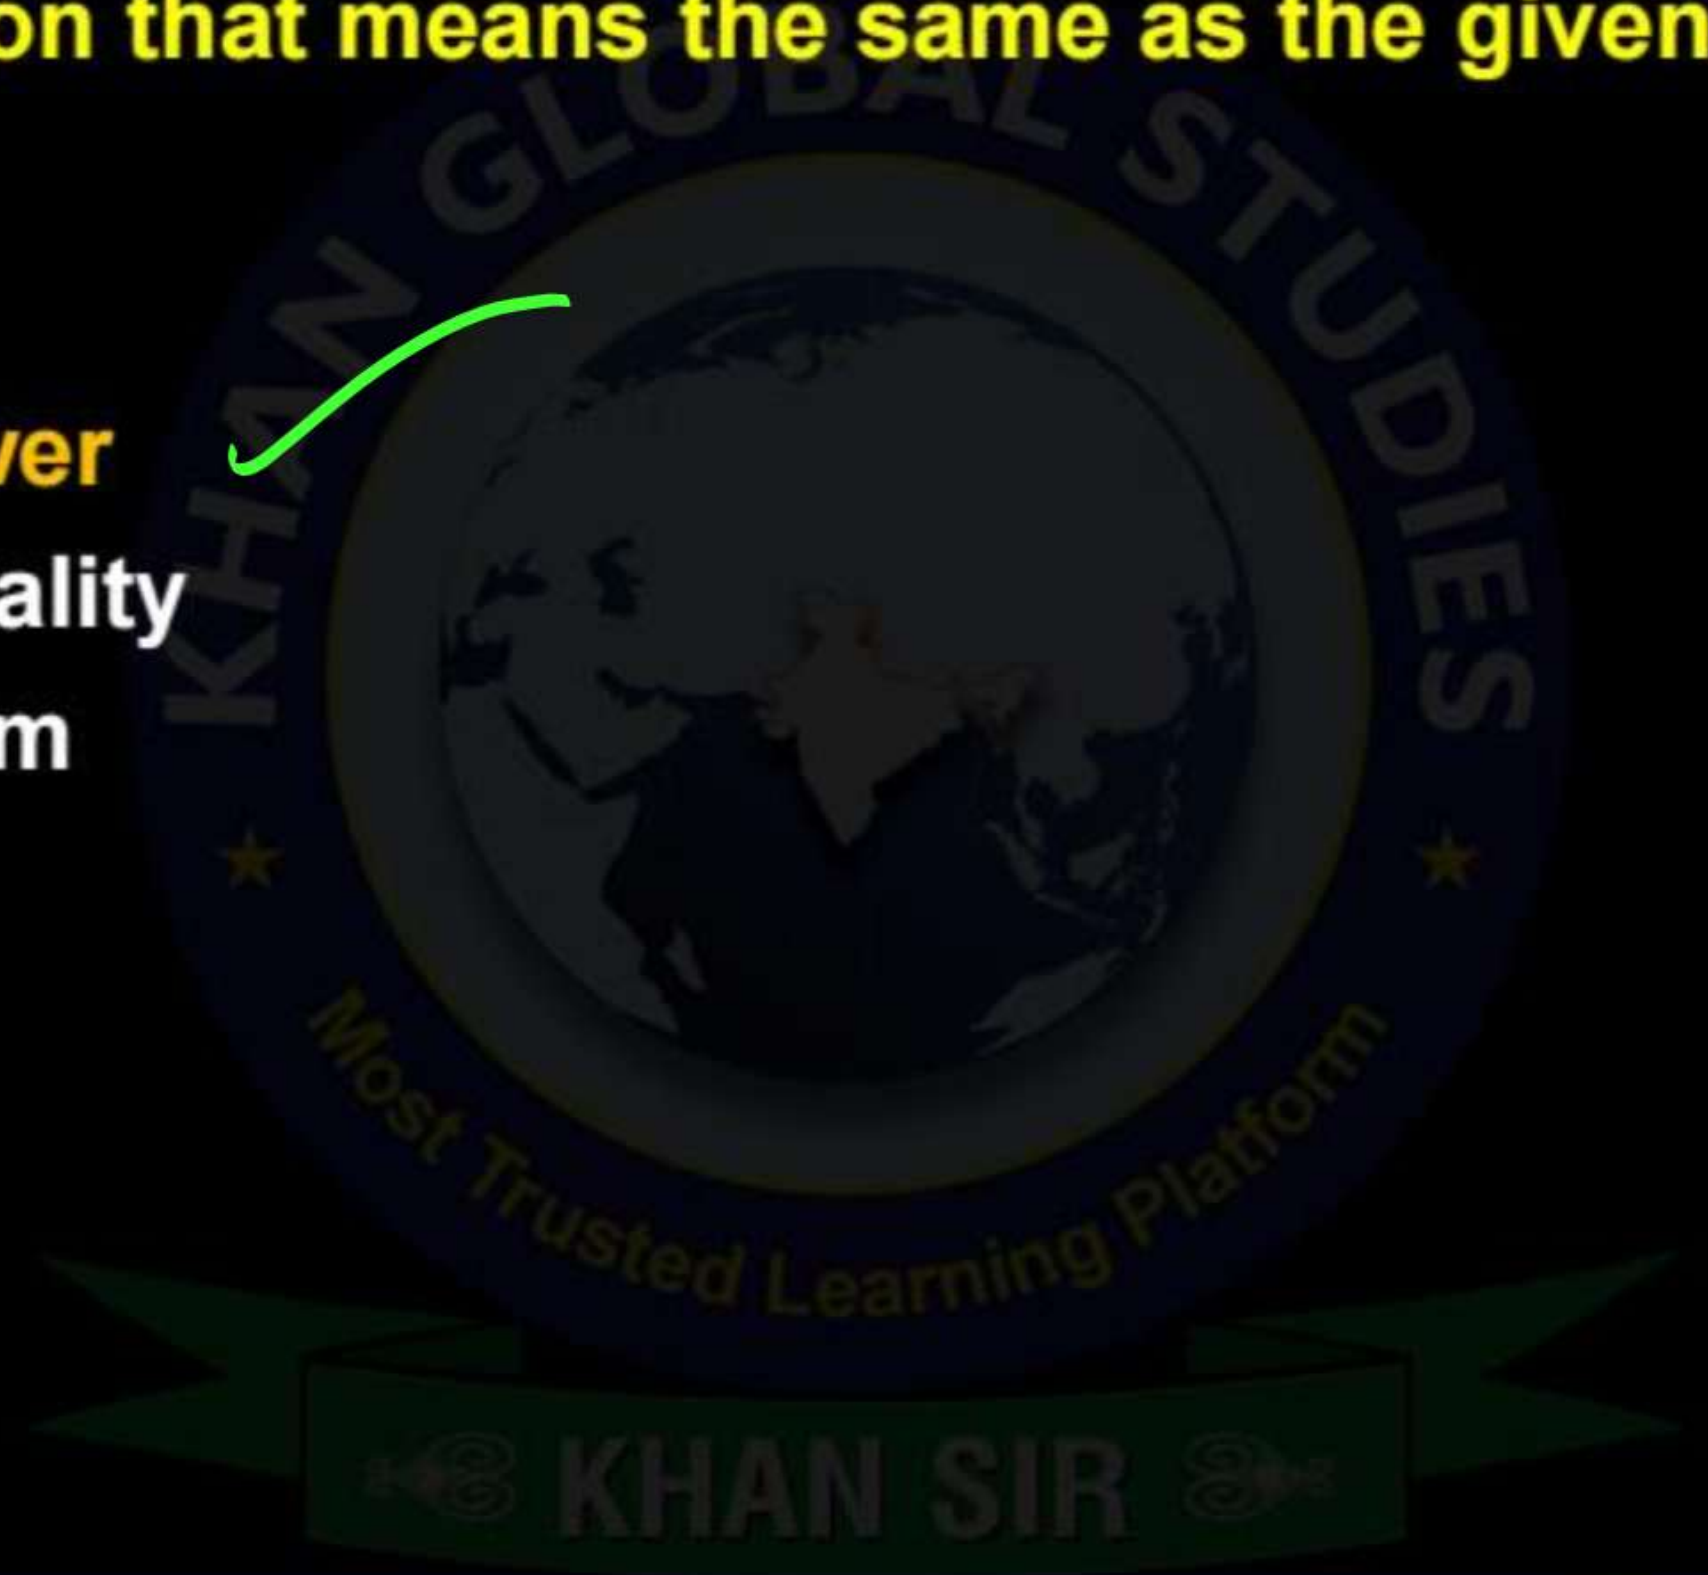 on that means the same as the given
ver
ality
m
KHAN GLOBAL STUDIES
Most Trusted Learning Platform
KHAN SIR